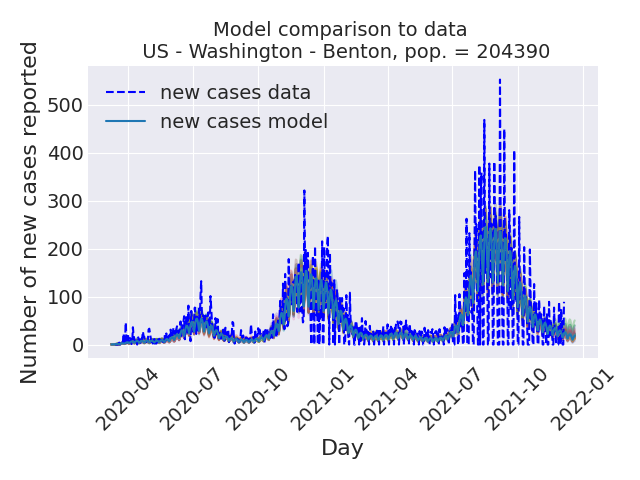 Model comparison to data
US - Washington - Benton, pop. = 204390
Number of new cases reported
500
400
300
200
100
0
new cases data
new cases model
2020-04
2020-07
2020-10
2021-01
2021-04
2021-07
2021-10
2022-01
Day